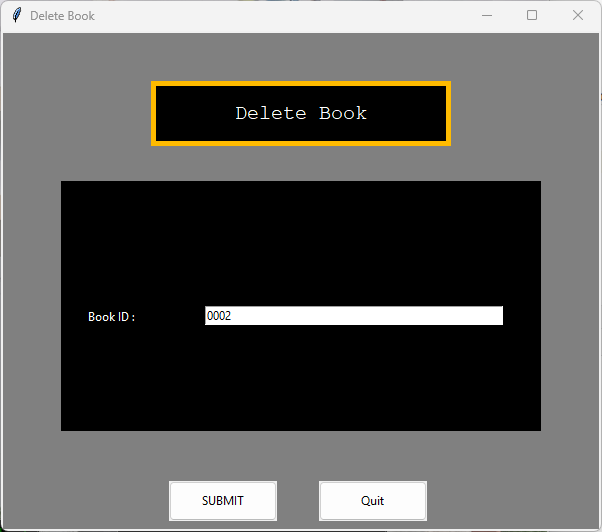 Delete Book
Delete Book
Book ID :
0002
SUBMIT
Quit